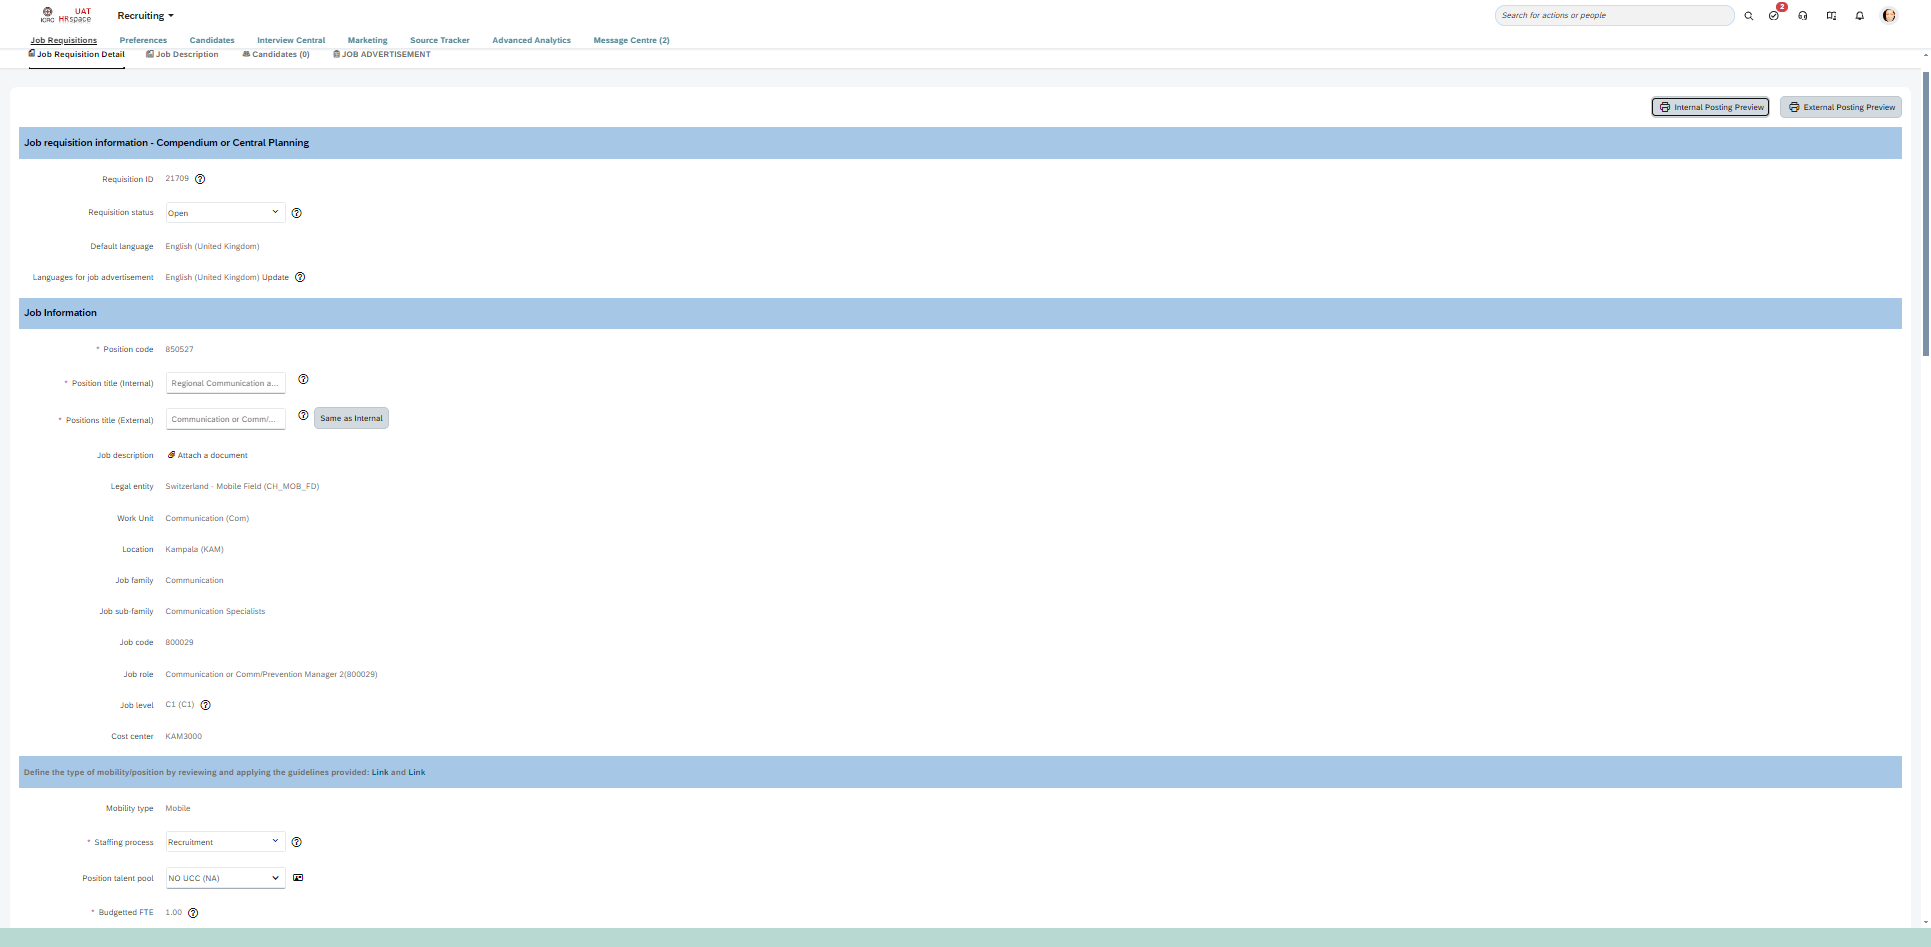 ICRC
UAT
HRspace
Recruiting
Search for actions or people
2
Job Requisitions Preferences Candidates Interview Central Marketing Source Tracker Advanced Analytics Message Centre (2)
Job Requisition Detail Job Description Candidates (0) JOB ADVERTISEMENT
Internal Posting Preview External Posting Preview
Job requisition information - Compendium or Central Planning
Requisition ID 21709 ?
Requisition status Open ?
Default language English (United Kingdom)
Languages for job advertisement English (United Kingdom) Update ?
Job Information
* Position code 850527
* Position title (Internal) Regional Communication a... ?
* Positions title (External) Communication or Comm/... ? Same as Internal
Job description Attach a document
Legal entity Switzerland - Mobile Field (CH_MOB_FD)
Work Unit Communication (Com)
Location Kampala (KAM)
Job family Communication
Job sub-family Communication Specialists
Job code 800029
Job role Communication or Comm/Prevention Manager 2(800029)
Job level C1 (C1) ?
Cost center KAM3000
Define the type of mobility/position by reviewing and applying the guidelines provided: Link and Link
Mobility type Mobile
* Staffing process Recruitment ?
Position talent pool NO UCC (NA)
* Budgetted FTE 1.00 ?